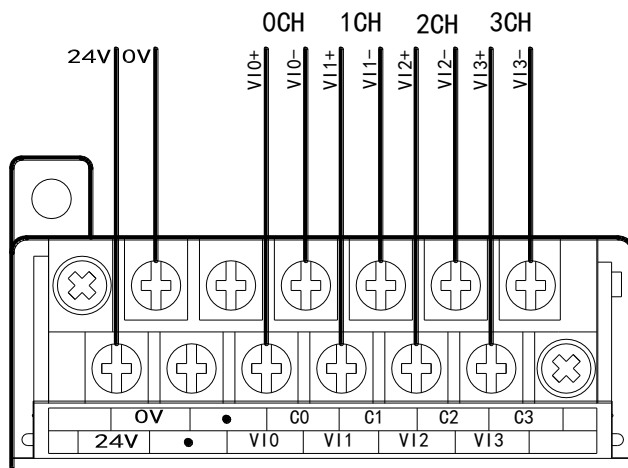 0CH 1CH 2CH 3CH
24V 0V VI0+ VI0- VI1+ VI1- VI2+ VI2- VI3+ VI3-
0V • C0 C1 C2 C3
24V • VI0 VI1 VI2 VI3